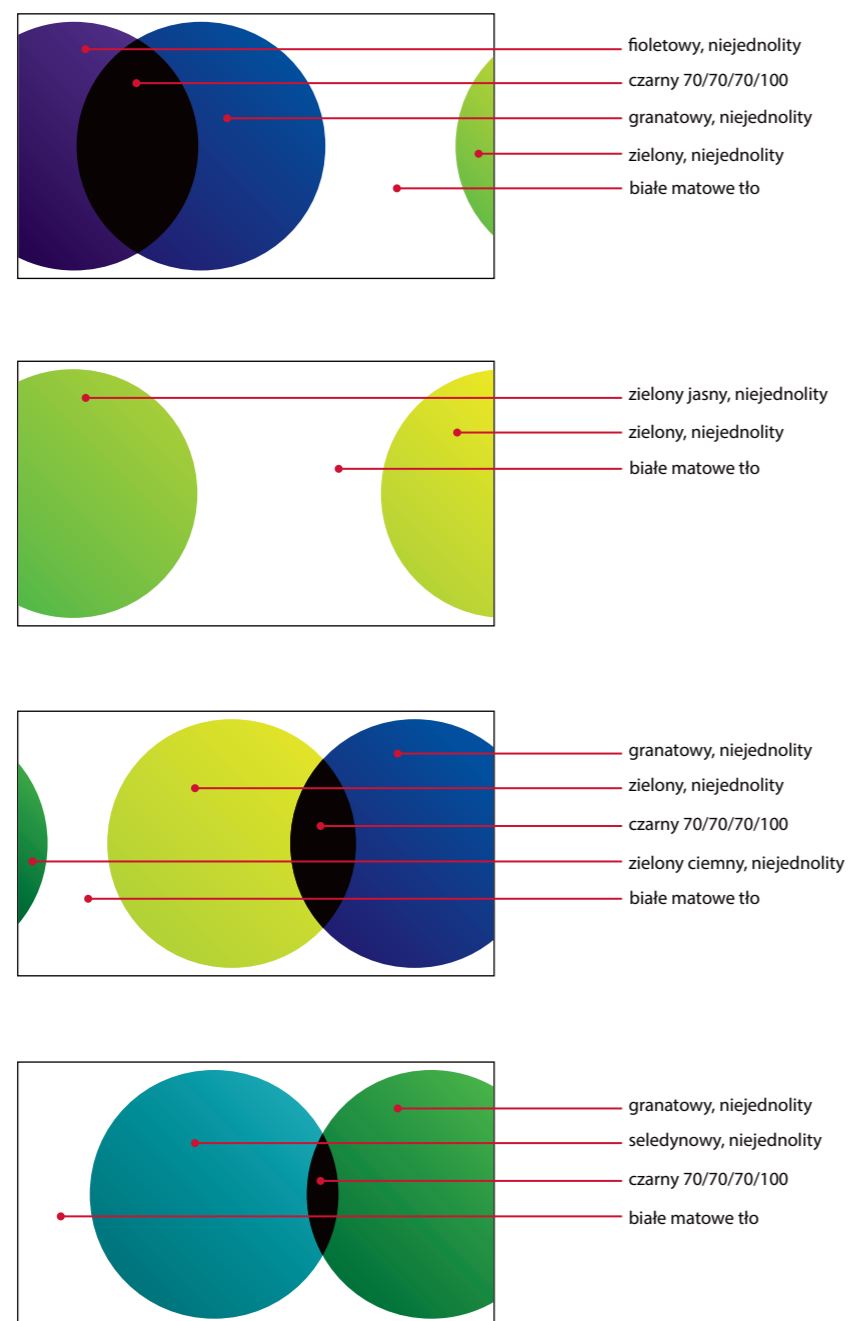 fioletowy, niejednolity
czarny 70/70/70/100
granatowy, niejednolity
zielony, niejednolity
białe matowe tło
zielony jasny, niejednolity
zielony, niejednolity
białe matowe tło
granatowy, niejednolity
zielony, niejednolity
czarny 70/70/70/100
zielony ciemny, niejednolity
białe matowe tło
granatowy, niejednolity
seledynowy, niejednolity
czarny 70/70/70/100
białe matowe tło